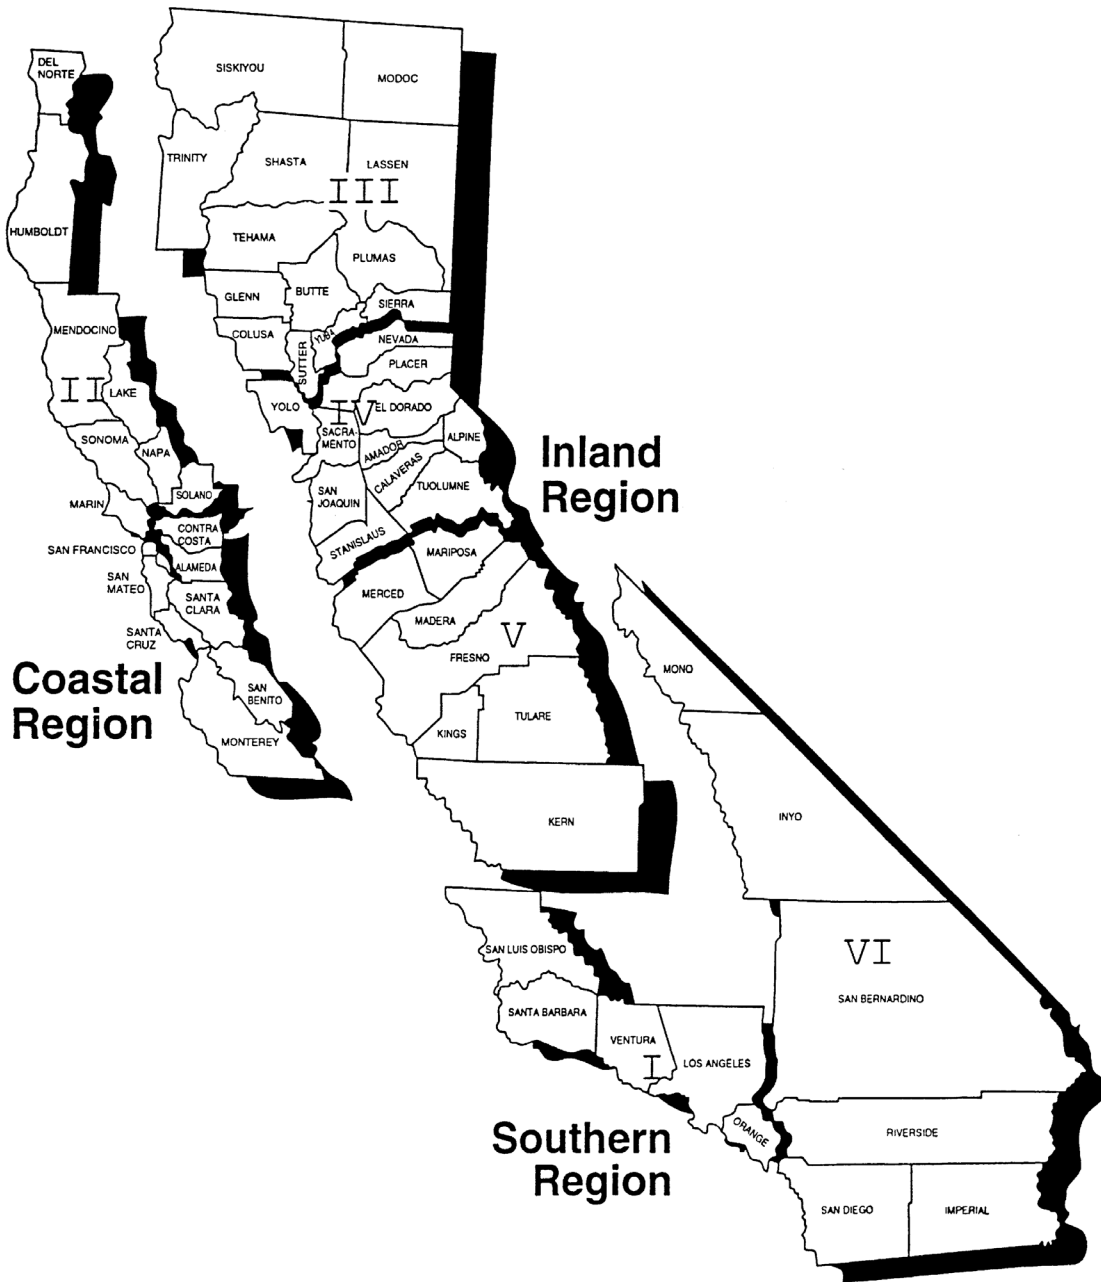 DEL
NORTE
SISKIYOU
MODOC
TRINITY
SHASTA
LASSEN
III
HUMBOLDT
TEHAMA
PLUMAS
GLENN
BUTTE
SIERRA
MENDOCINO
COLUSA
SUTTER
YUBA
NEVADA
PLACER
II
LAKE
YOLO
IV
EL DORADO
SONOMA
NAPA
SACRA-
MENTO
AMADOR
ALPINE
CALAVERAS
TUOLUMNE
Inland
Region
MARIN
SOLANO
SAN
JOAQUIN
CONTRA
COSTA
STANISLAUS
MARIPOSA
SAN FRANCISCO
ALAMEDA
SAN
MATEO
SANTA
CLARA
MERCED
MADERA
SANTA
CRUZ
V
FRESNO
MONO
Coastal
Region
SAN
BENITO
MONTEREY
KINGS
TULARE
KERN
INYO
SAN LUIS OBISPO
VI
SAN BERNARDINO
SANTA BARBARA
VENTURA
I
LOS ANGELES
ORANGE
RIVERSIDE
Southern
Region
SAN DIEGO
IMPERIAL